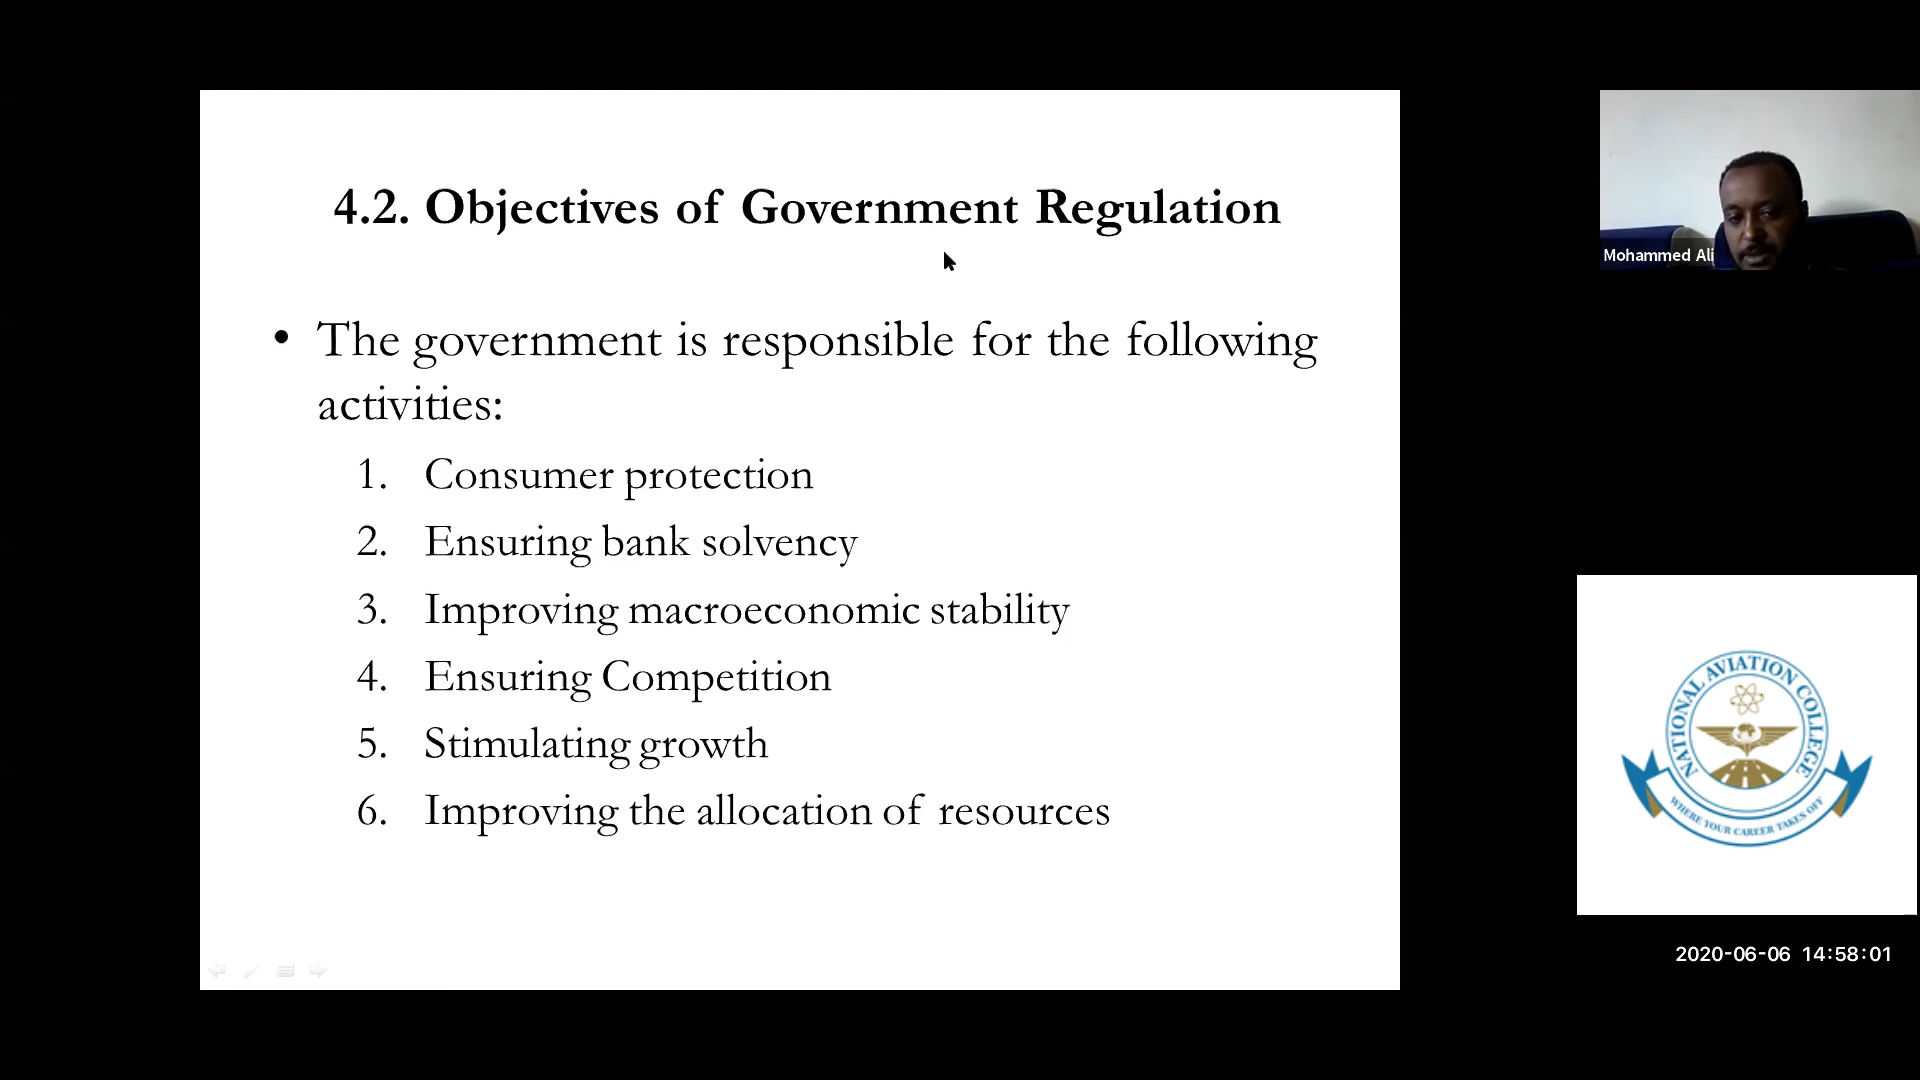 4.2. Objectives of Government Regulation
• The government is responsible for the following
activities:
1. Consumer protection
2. Ensuring bank solvency
3. Improving macroeconomic stability
4. Ensuring Competition
5. Stimulating growth
6. Improving the allocation of resources
Mohammed Ali
NATIONAL AVIATION COLLEGE
WHERE YOUR CAREER TAKES OFF
2020-06-06 14:58:01